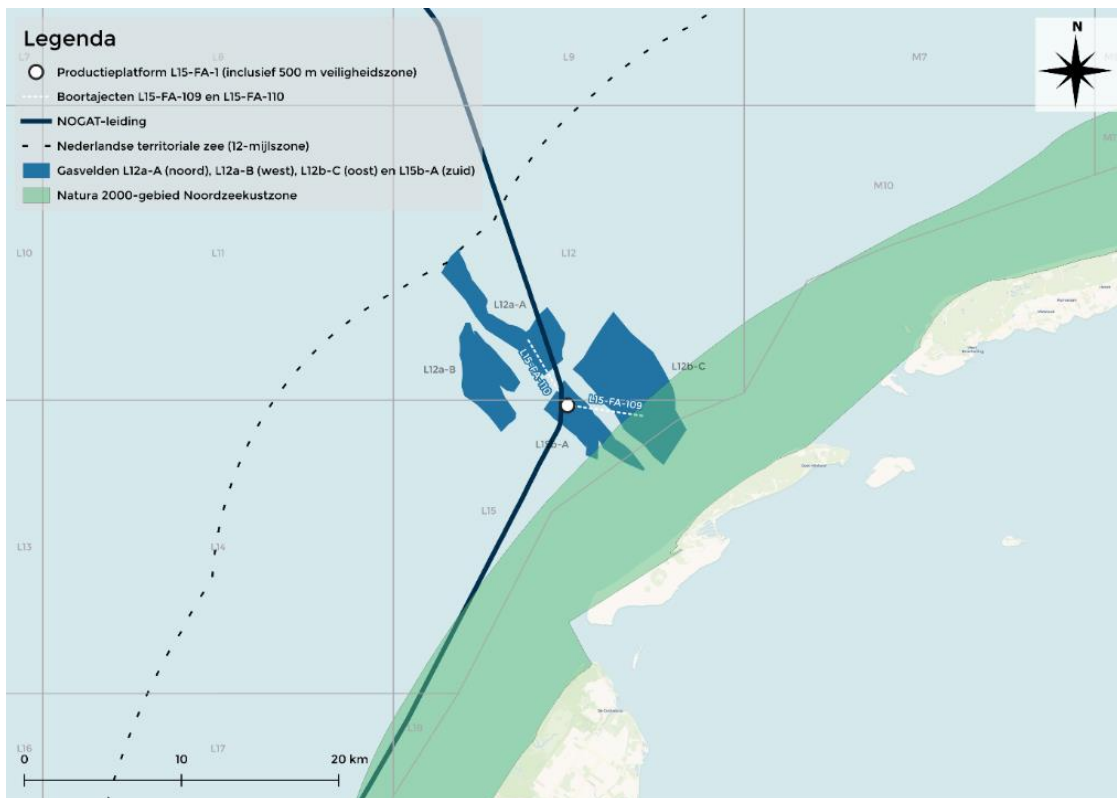 Legenda
Productieplatform L15-FA-1 (inclusief 500 m veiligheidszone)
Boortajecten L15-FA-109 en L15-FA-110
NOGAT-leiding
Nederlandse territoriale zee (12-mijlszone)
Gasvelden L12a-A (noord), L12a-B (west), L12b-C (oost) en L15b-A (zuid)
Natura 2000-gebied Noordzeekustzone
N
L7
L8
L9
M7
M10
L10
L11
L12
L12a-A
L12a-B
L12b-C
L15-FA-110
L15-FA-109
L15b-A
L15
L13
L14
L16
L17
L18
0
10
20 km